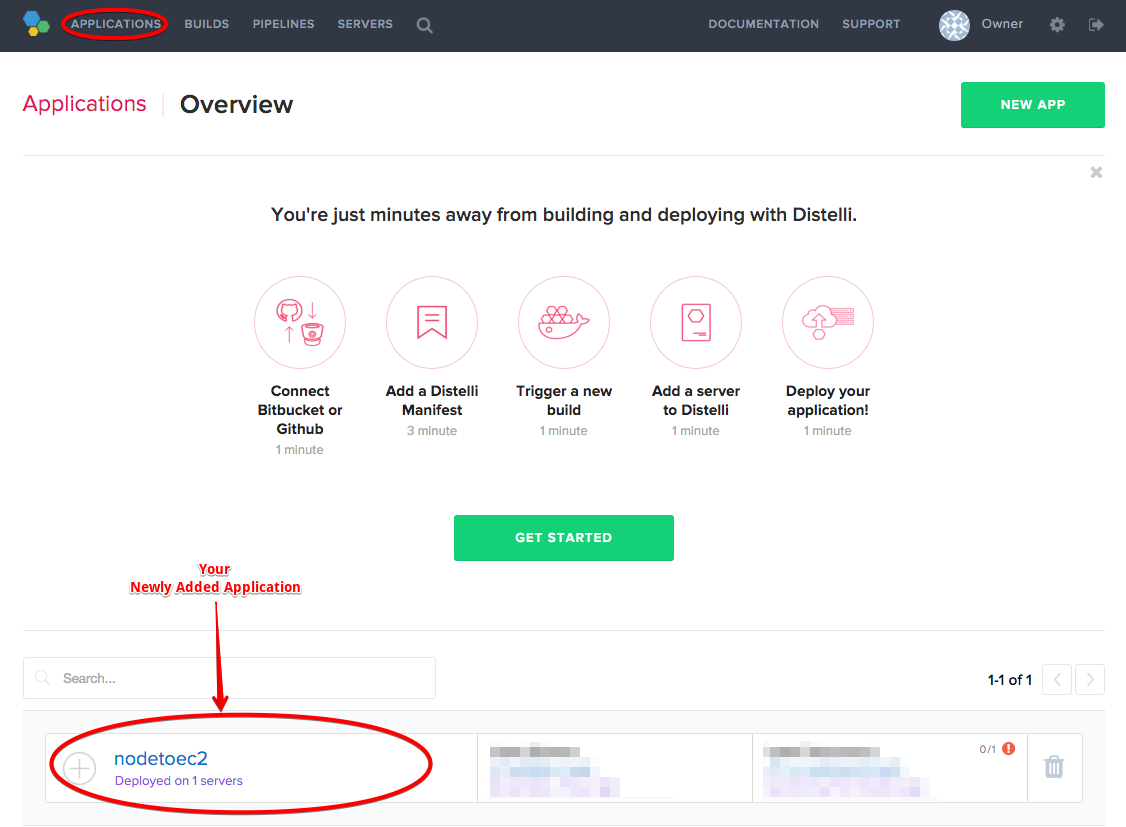 APPLICATIONS BUILDS PIPELINES SERVERS DOCUMENTATION SUPPORT Owner
Applications Overview NEW APP
You're just minutes away from building and deploying with Distelli.
Connect
Bitbucket or
Github
1 minute
Add a Distelli
Manifest
3 minute
Trigger a new
build
1 minute
Add a server
to Distelli
1 minute
Deploy your
application!
1 minute
GET STARTED
Your
Newly Added Application
Search... 1-1 of 1
nodetoec2 0/1
Deployed on 1 servers